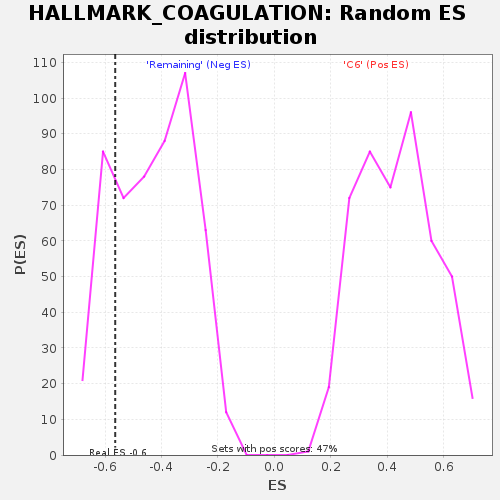 HALLMARK_COAGULATION: Random ES
distribution
'Remaining' (Neg ES)
'C6' (Pos ES)
110
100
90
80
70
60
50
40
30
20
10
0
P(ES)
Real ES -0.6
Sets with pos scores: 47%
-0.6 -0.4 -0.2 0.0 0.2 0.4 0.6
ES